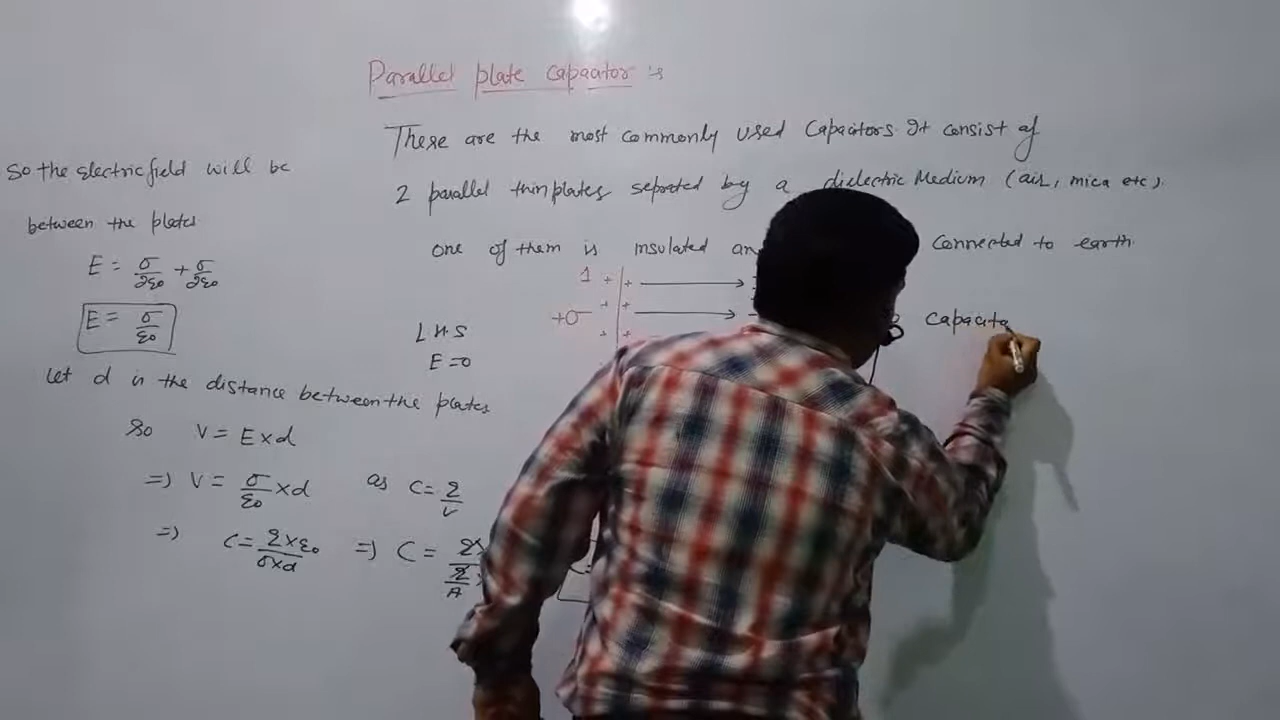 Parallel plate capacitor :
These are the most commonly used capacitors. It consist of
2 parallel thin plates seprated by a dielectric Medium (air, mica etc).
one of them is insulated an connected to earth
1 + + 
+ +
+σ
+ +
LHS
E=0
capacito
So the electric field will be
between the plates
E = σ/2ε0 + σ/2ε0
E = σ/ε0
Let d is the distance between the plates
So V = E x d
=> V = σ/ε0 x d as C = q/V
=> C = q x ε0/σ x d => C = q x/q/A x